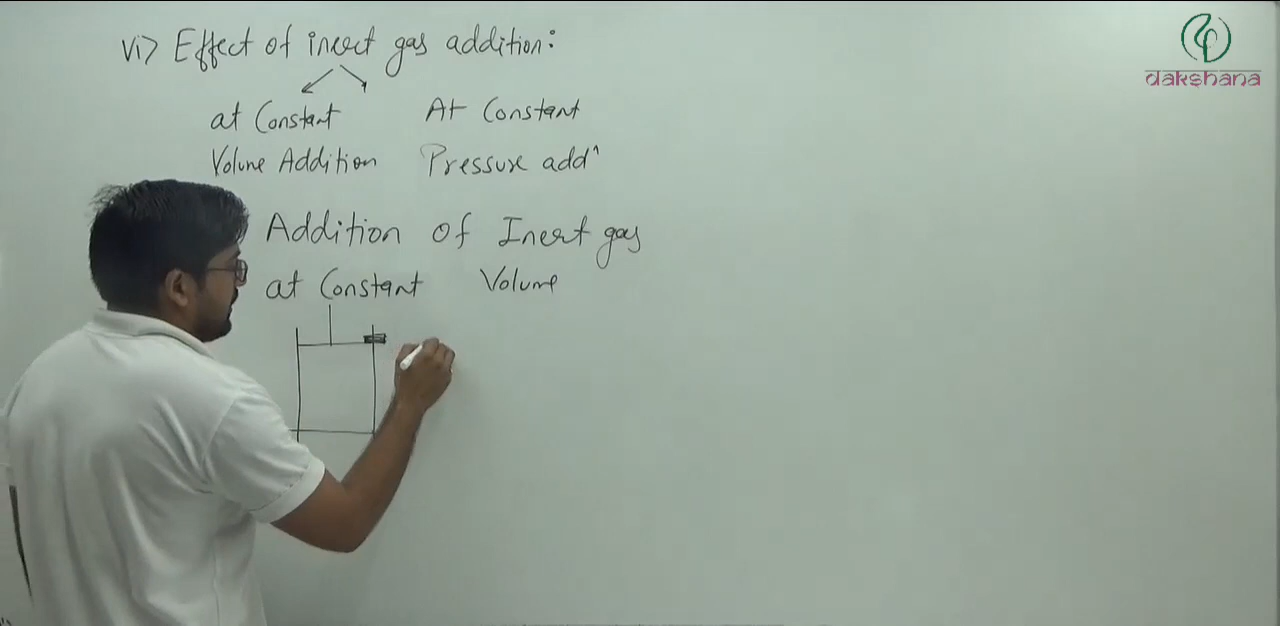 vi) Effect of inert gas addition:
at Constant
Volume Addition
At Constant
Pressure addⁿ
Addition of Inert gas
at Constant Volume
dakshana